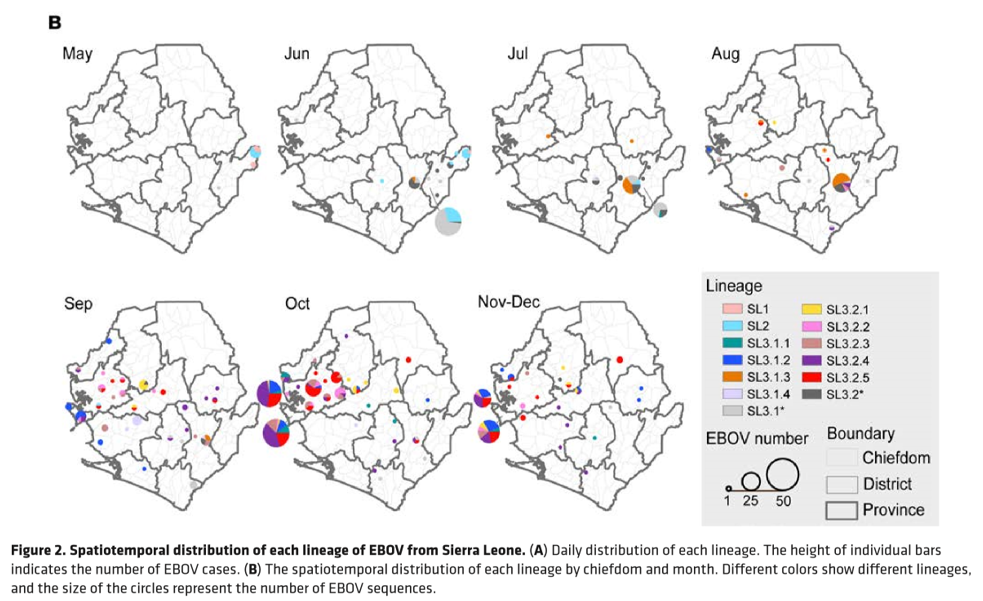 B
May
Jun
Jul
Aug
Sep
Oct
Nov-Dec
Lineage
SL1
SL2
SL3.1.1
SL3.1.2
SL3.1.3
SL3.1.4
SL3.1*
SL3.2.1
SL3.2.2
SL3.2.3
SL3.2.4
SL3.2.5
SL3.2*
EBOV number
1 25 50
Boundary
Chiefdom
District
Province
Figure 2. Spatiotemporal distribution of each lineage of EBOV from Sierra Leone. (A) Daily distribution of each lineage. The height of individual bars
indicates the number of EBOV cases. (B) The spatiotemporal distribution of each lineage by chiefdom and month. Different colors show different lineages,
and the size of the circles represent the number of EBOV sequences.